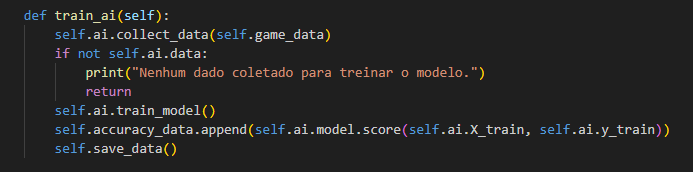 def train_ai(self):
    self.ai.collect_data(self.game_data)
    if not self.ai.data:
        print("Nenhum dado coletado para treinar o modelo.")
        return
    self.ai.train_model()
    self.accuracy_data.append(self.ai.model.score(self.ai.X_train, self.ai.y_train))
    self.save_data()